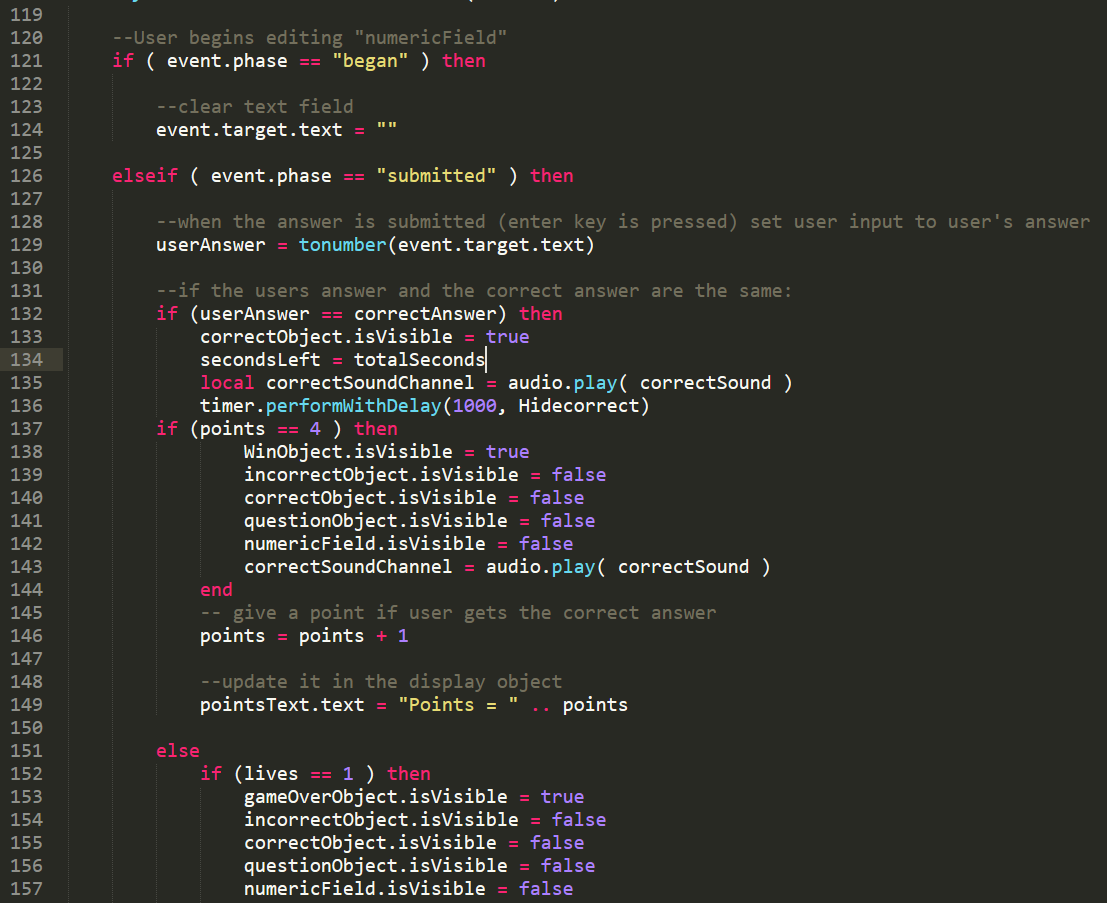 119
120 --User begins editing "numericField"
121 if ( event.phase == "began" ) then
122
123 --clear text field
124 event.target.text = ""
125
126 elseif ( event.phase == "submitted" ) then
127
128 --when the answer is submitted (enter key is pressed) set user input to user's answer
129 userAnswer = tonumber(event.target.text)
130
131 --if the users answer and the correct answer are the same:
132 if (userAnswer == correctAnswer) then
133 correctObject.isVisible = true
134 secondsLeft = totalSeconds
135 local correctSoundChannel = audio.play( correctSound )
136 timer.performWithDelay(1000, Hidecorrect)
137 if (points == 4 ) then
138 WinObject.isVisible = true
139 incorrectObject.isVisible = false
140 correctObject.isVisible = false
141 questionObject.isVisible = false
142 numericField.isVisible = false
143 correctSoundChannel = audio.play( correctSound )
144 end
145 -- give a point if user gets the correct answer
146 points = points + 1
147
148 --update it in the display object
149 pointsText.text = "Points = " .. points
150
151 else
152 if (lives == 1 ) then
153 gameOverObject.isVisible = true
154 incorrectObject.isVisible = false
155 correctObject.isVisible = false
156 questionObject.isVisible = false
157 numericField.isVisible = false